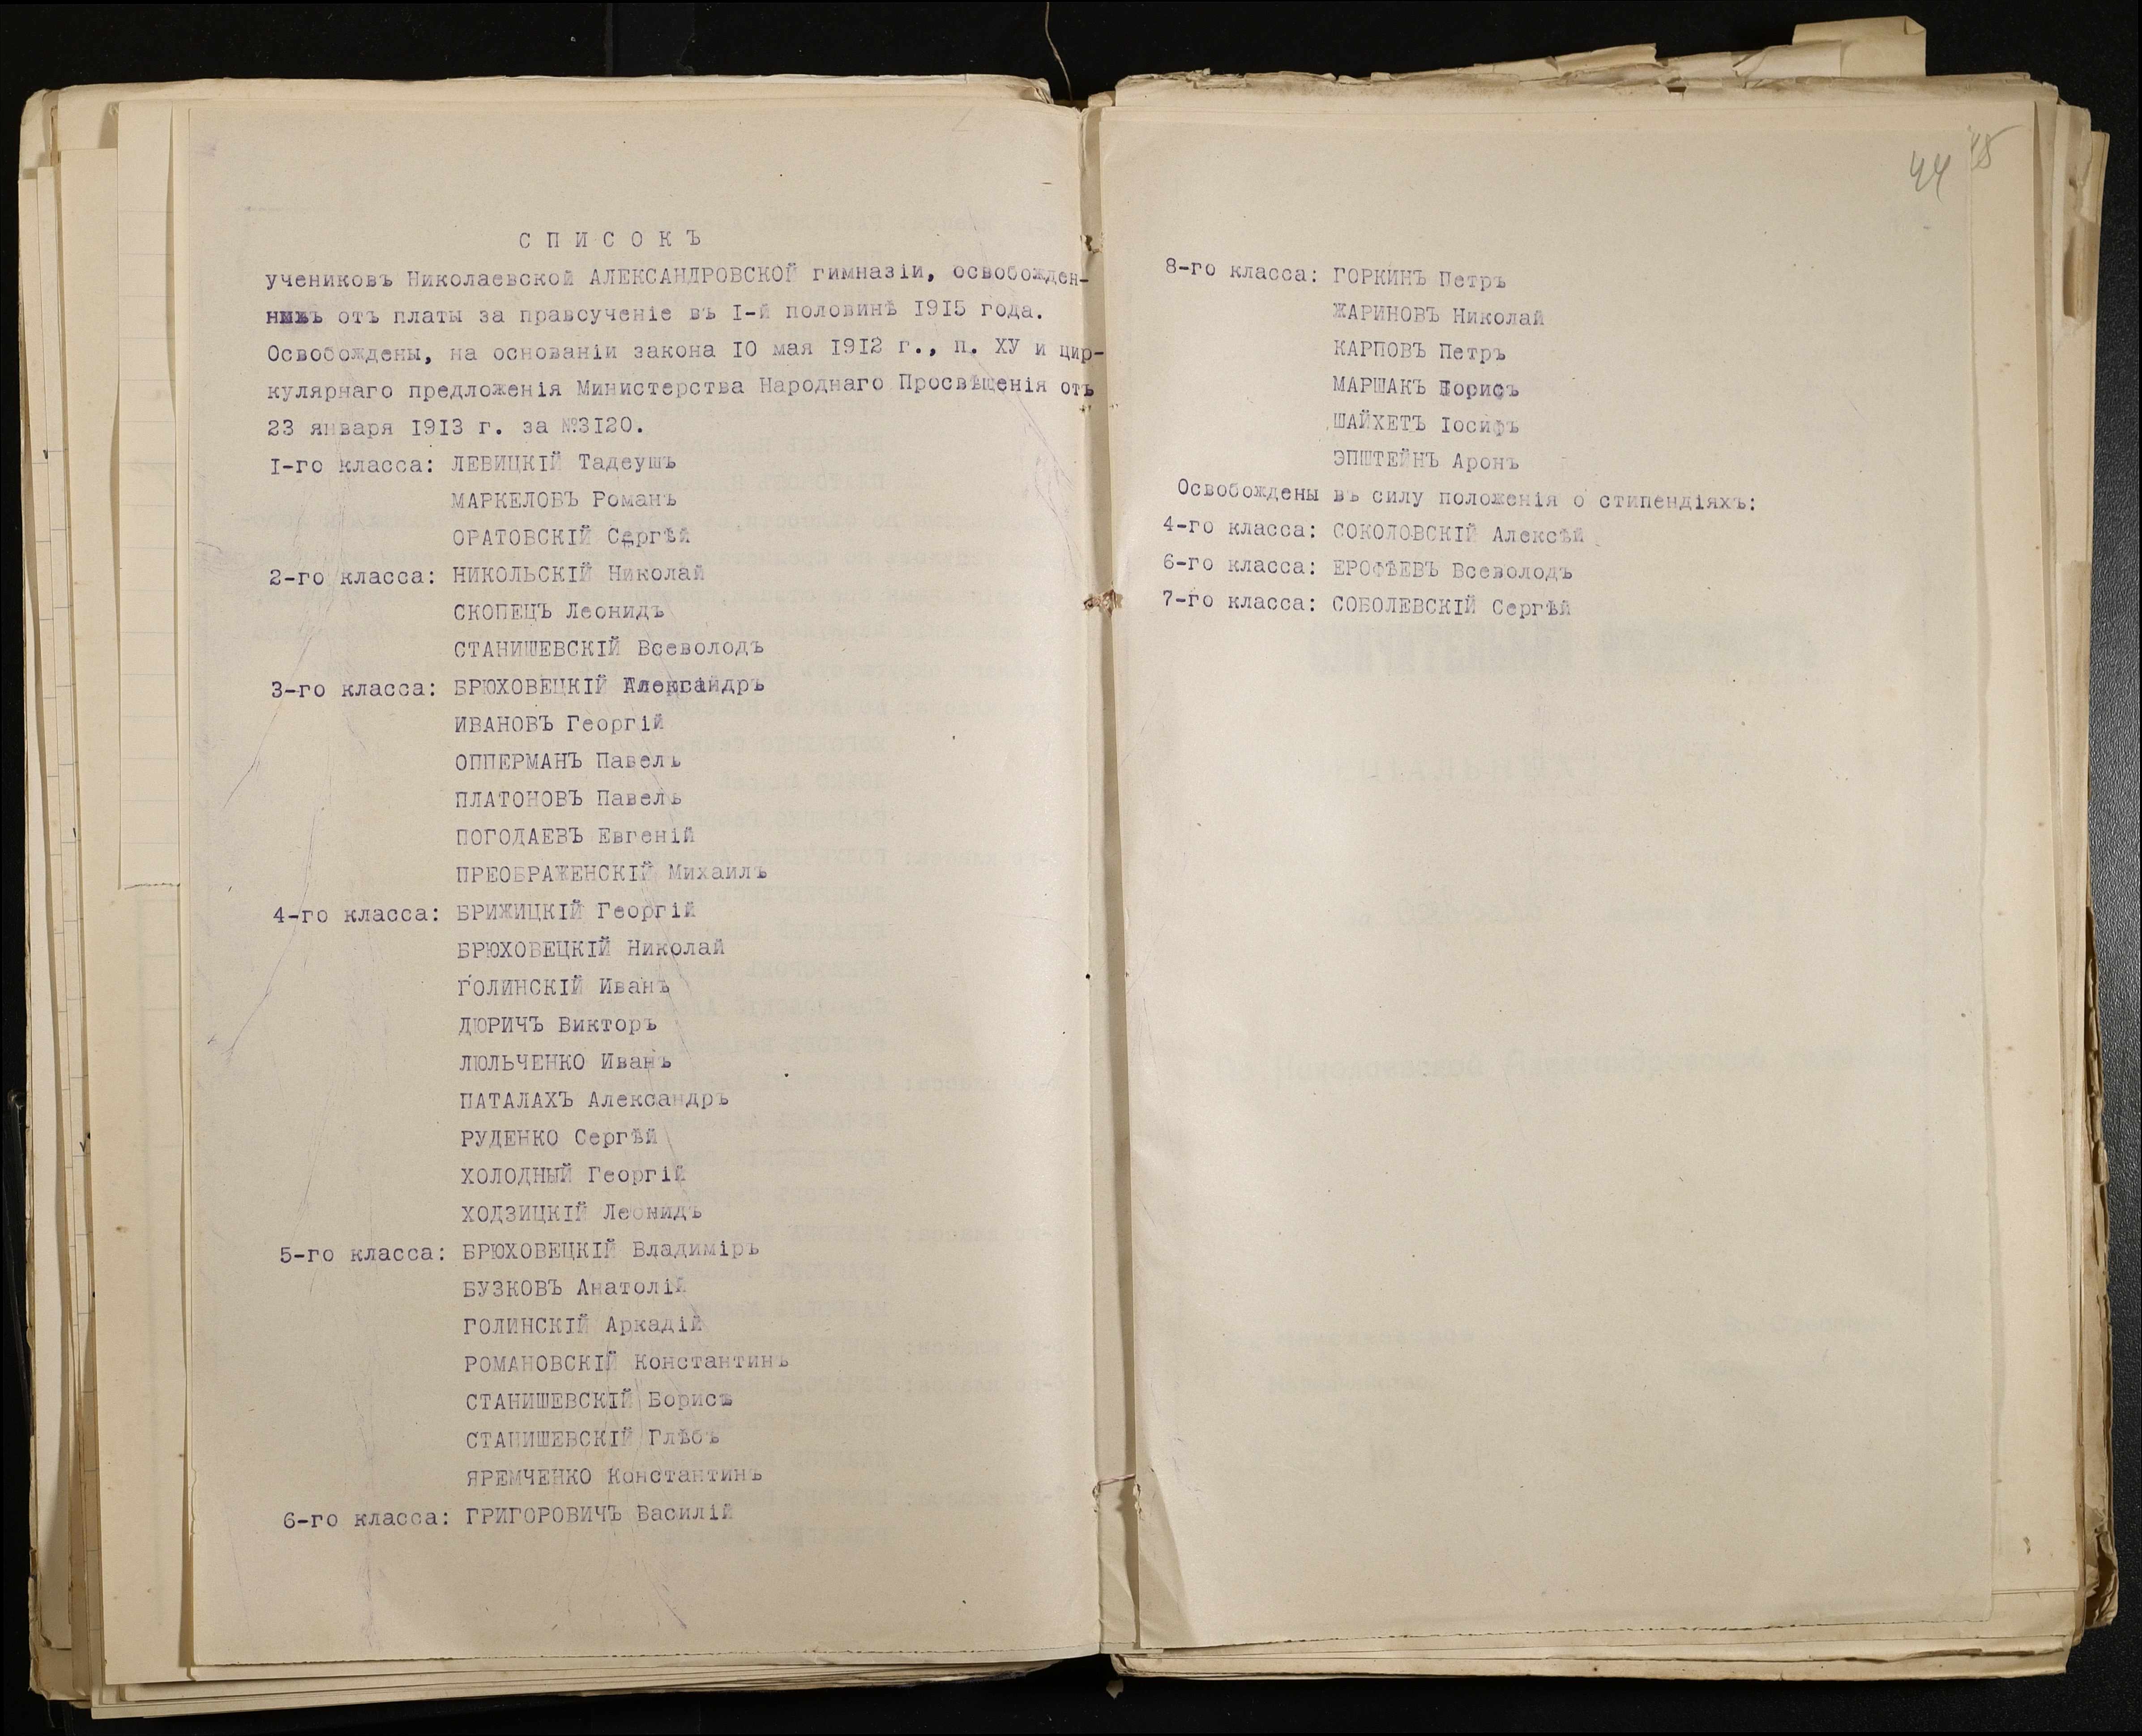 СПИСОКЪ
учениковъ Николаевской АЛЕКСАНДРОВСКОЙ гимназіи, освобожден-
ныхъ отъ платы за правоученіе въ I-й половинѣ 1915 года.
Освобождены, на основаніи закона 10 мая 1912 г., п. ХУ и цир-
кулярнаго предложенія Министерства Народнаго Просвѣщенія отъ
23 января 1913 г. за №3120.
I-го класса: ЛЕВИЦКІЙ Тадеушъ
МАРКЕЛОВЪ Романъ
ОРАТОВСКІЙ Сергѣй
2-го класса: НИКОЛЬСКІЙ Николай
СКОПЕЦЪ Леонидъ
СТАНИШЕВСКІЙ Всеволодъ
3-го класса: БРЮХОВЕЦКІЙ Александръ
ИВАНОВЪ Георгій
ОППЕРМАНЪ Павелъ
ПЛАТОНОВЪ Павелъ
ПОГОДАЕВЪ Евгеній
ПРЕОБРАЖЕНСКІЙ Михаилъ
4-го класса: БРИЖИЦКІЙ Георгій
БРЮХОВЕЦКІЙ Николай
ГОЛИНСКІЙ Иванъ
ДЮРИЧЪ Викторъ
ЛЮЛЬЧЕНКО Иванъ
ПАТАЛАХЪ Александръ
РУДЕНКО Сергѣй
ХОЛОДНЫЙ Георгій
ХОДЗИЦКІЙ Леонидъ
5-го класса: БРЮХОВЕЦКІЙ Владиміръ
БУЗКОВЪ Анатолій
ГОЛИНСКІЙ Аркадій
РОМАНОВСКІЙ Константинъ
СТАНИШЕВСКІЙ Борисъ
СТАНИШЕВСКІЙ Глѣбъ
ЯРЕМЧЕНКО Константинъ
6-го класса: ГРИГОРОВИЧЪ Василій
44 45
8-го класса: ГОРКИНЪ Петръ
ЖАРИНОВЪ Николай
КАРПОВЪ Петръ
МАРШАКЪ Борисъ
ШАЙХЕТЪ Іосифъ
ЭПШТЕЙНЪ Аронъ
Освобождены въ силу положенія о стипендіяхъ:
4-го класса: СОКОЛОВСКІЙ Алексѣй
6-го класса: ЕРОФѢЕВЪ Всеволодъ
7-го класса: СОБОЛЕВСКІЙ Сергѣй